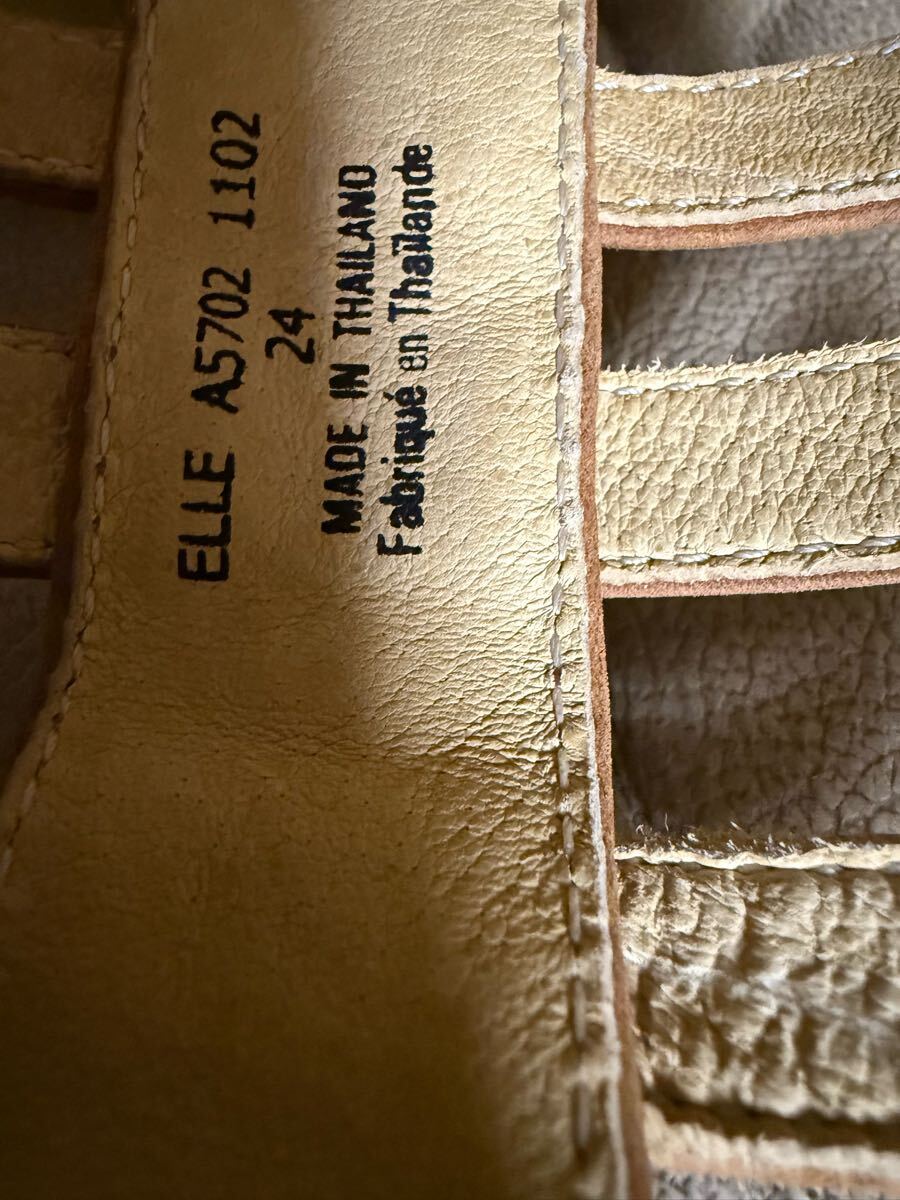 ELLE A5702 1102
24
MADE IN THAILAND
Fabriqué en Thaïlande